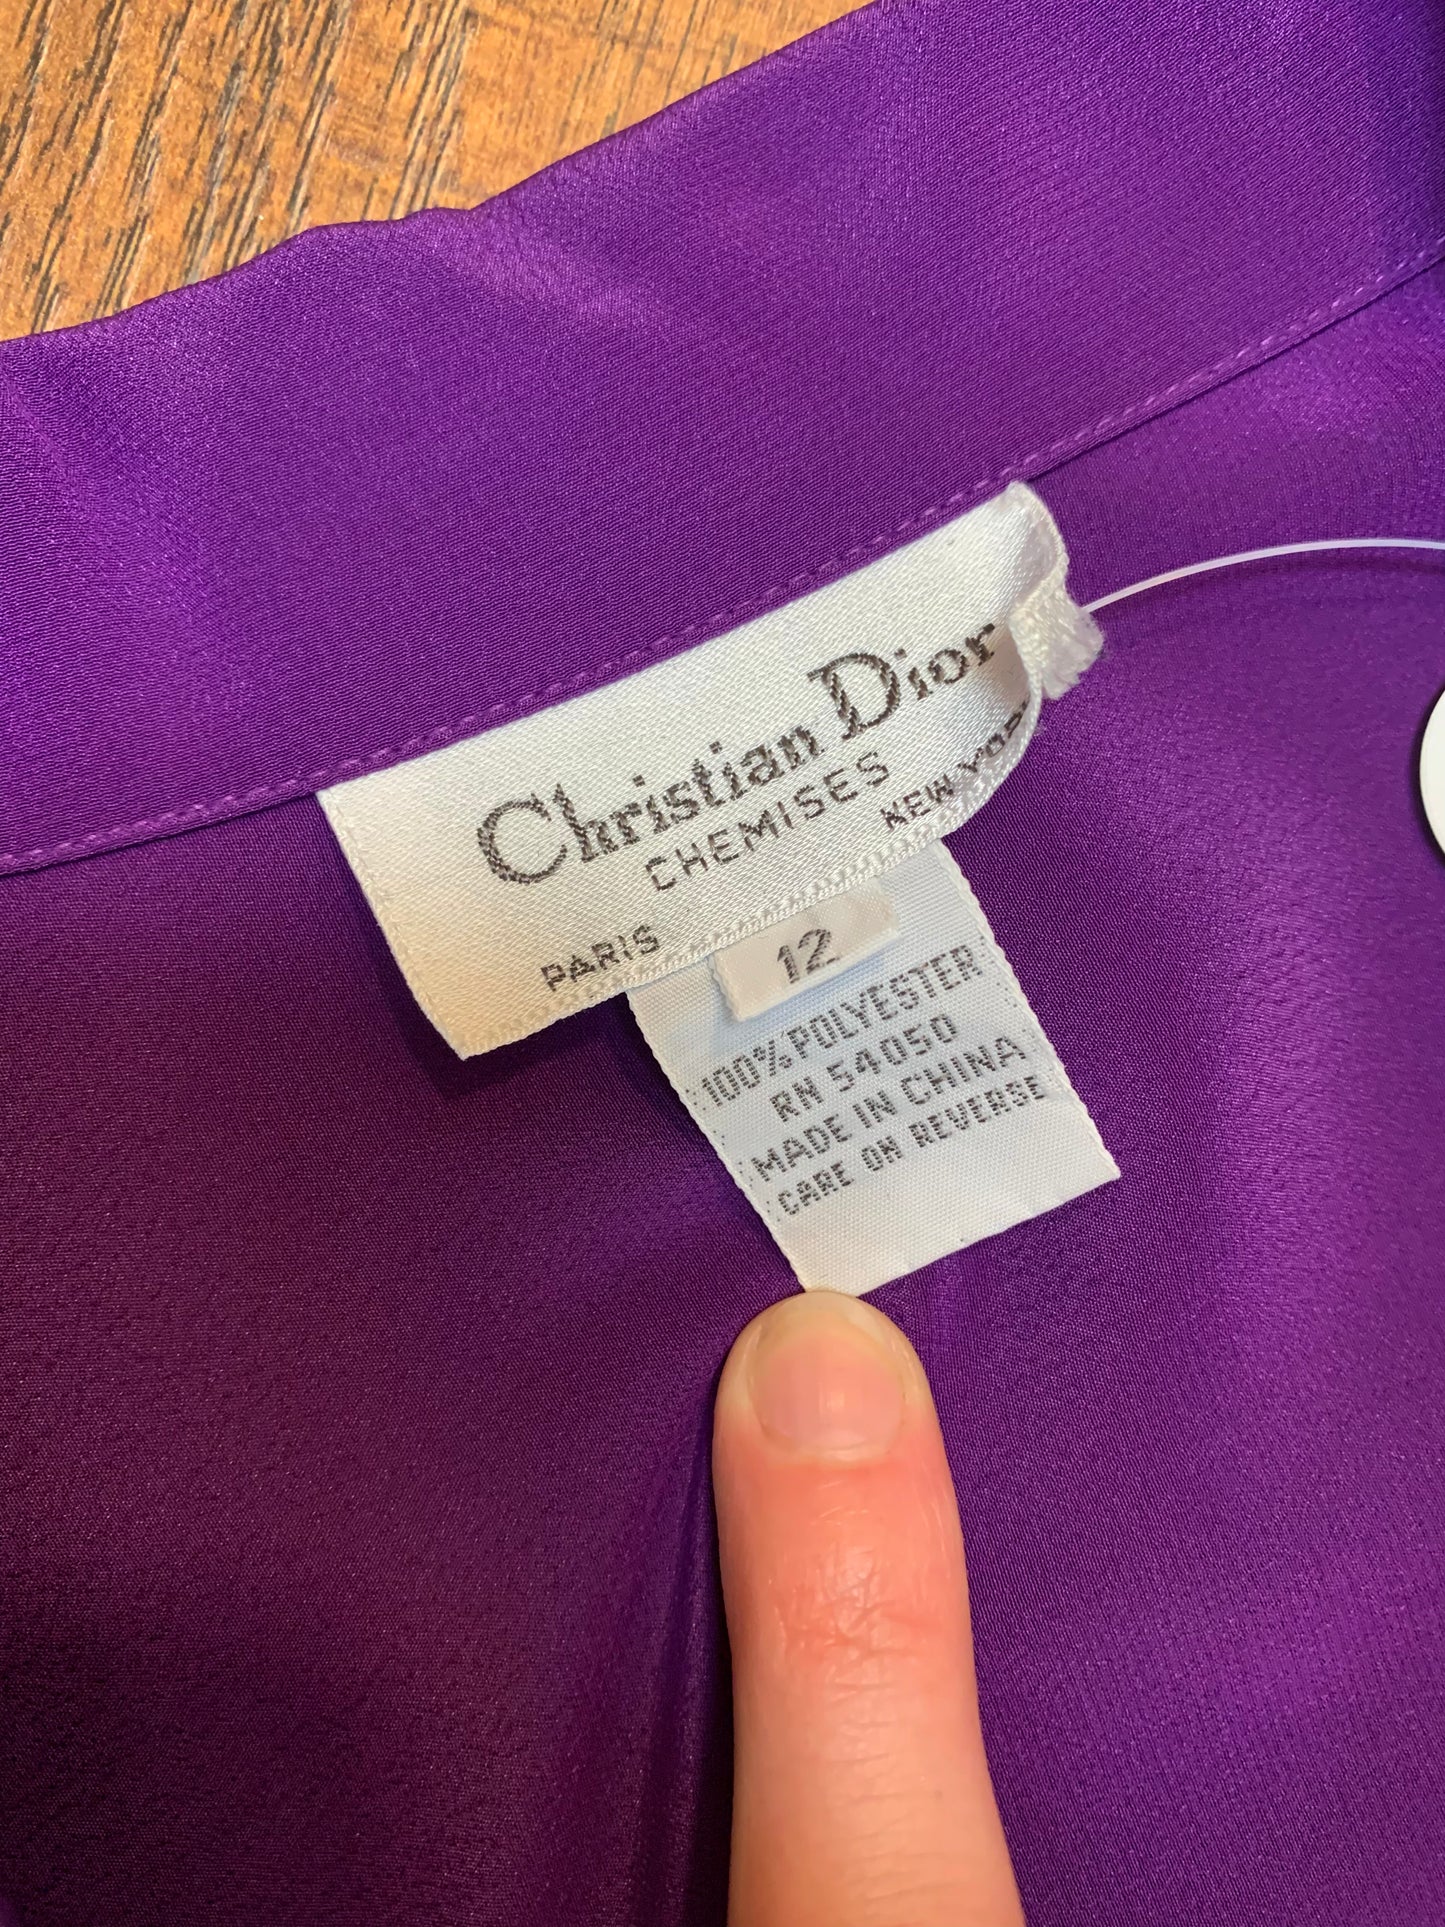 Christian Dior
CHEMISES
PARIS NEW YORK
12
100% POLYESTER
RN 54050
MADE IN CHINA
CARE ON REVERSE